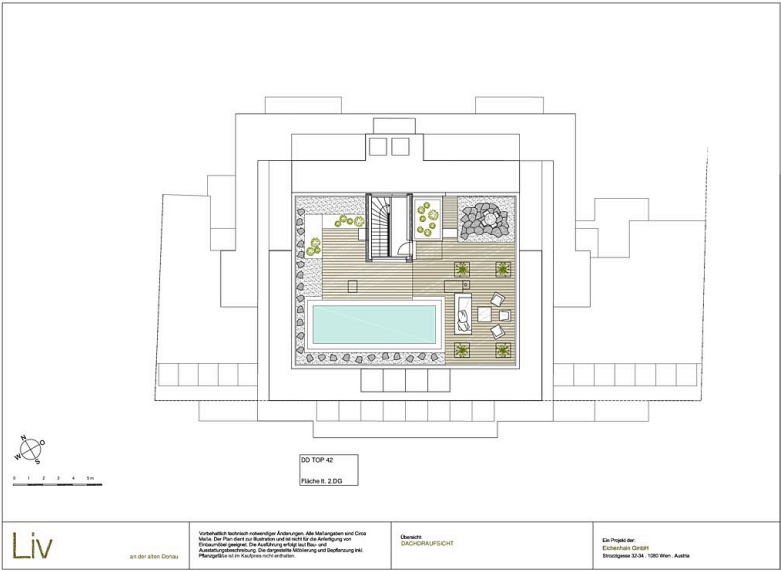 N
O
W
S
0 1 2 3 4 5 m
DD TOP 42
Fläche lt. 2.DG
Liv
an der alten Donau
Vorbehaltlich technisch notwendiger Änderungen. Alle Maßangaben sind Circa
Maße. Der Plan dient zur Illustration und ist nicht für die Anfertigung von
Einbaumöbel geeignet. Die Ausführung erfolgt laut Bau- und
Ausstattungsbeschreibung. Die dargestellte Möblierung und Bepflanzung inkl.
Pflanzgefäße ist im Kaufpreis nicht enthalten.
Übersicht
DACHDRAUFSICHT
Ein Projekt der:
Eichenhain GmbH
Strozzigasse 32-34 . 1080 Wien . Austria